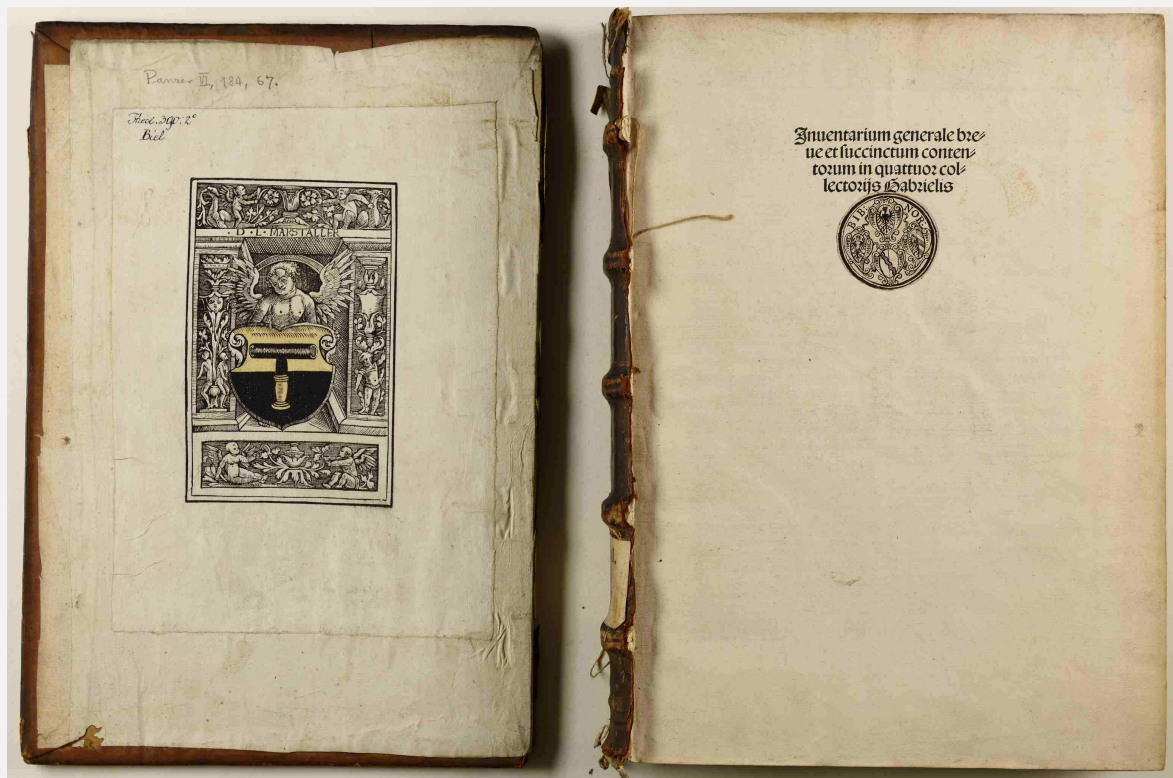 Panzer VI, 184, 67.
Theol. 390. 2°
Biel
· D · L · MARSTALLER
Inuentarium generale bre-
ue et succinctum conten-
torum in quattuor col-
lectorijs Gabrielis
BIB NOR